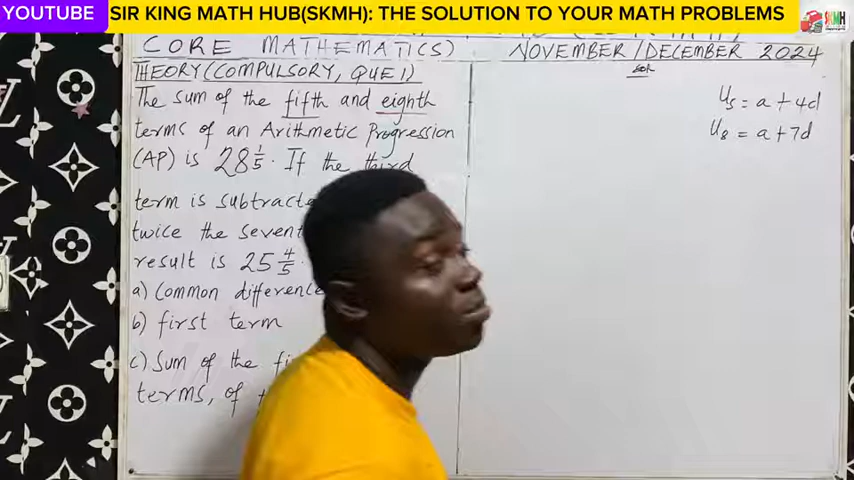 YOUTUBE
SIR KING MATH HUB(SKMH): THE SOLUTION TO YOUR MATH PROBLEMS
SKMH
CORE MATHEMATICS)
NOVEMBER/DECEMBER 2024
THEORY (COMPULSORY, QUE 1)
The sum of the fifth and eighth
terms of an Arithmetic Progression
(AP) is 28 1/5. If the third
term is subtracte
twice the sevent
result is 25 4/5.
a) Common difference
b) first term
c) Sum of the fi
terms, of
Soln
U5 = a + 4d
U8 = a + 7d